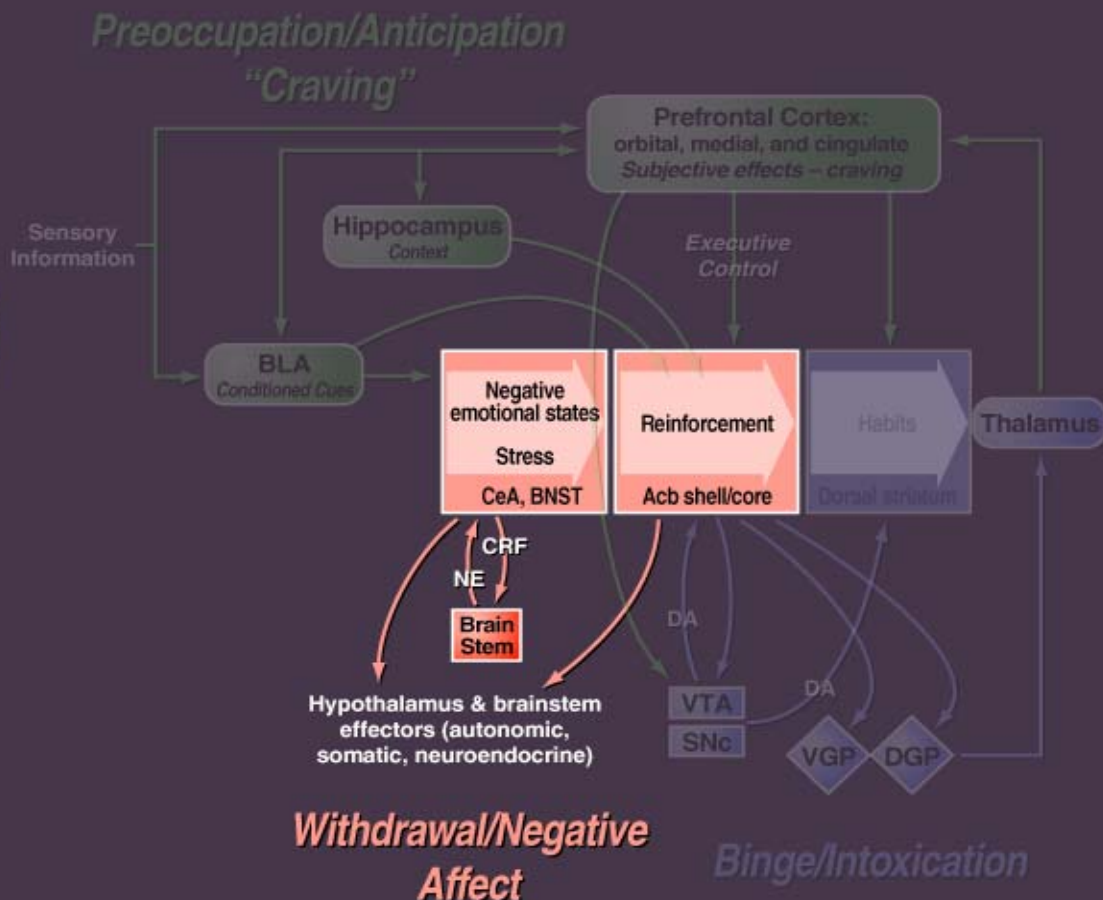 Preoccupation/Anticipation
“Craving”
Prefrontal Cortex:
orbital, medial, and cingulate
Subjective effects – craving
Hippocampus
Context
Sensory
Information
Executive
Control
BLA
Conditioned Cues
Negative
emotional states
Stress
CeA, BNST
Reinforcement
Acb shell/core
Habits
Dorsal striatum
Thalamus
CRF
NE
Brain
Stem
DA
VTA
SNc
DA
VGP
DGP
Hypothalamus & brainstem
effectors (autonomic,
somatic, neuroendocrine)
Withdrawal/Negative
Affect
Binge/Intoxication